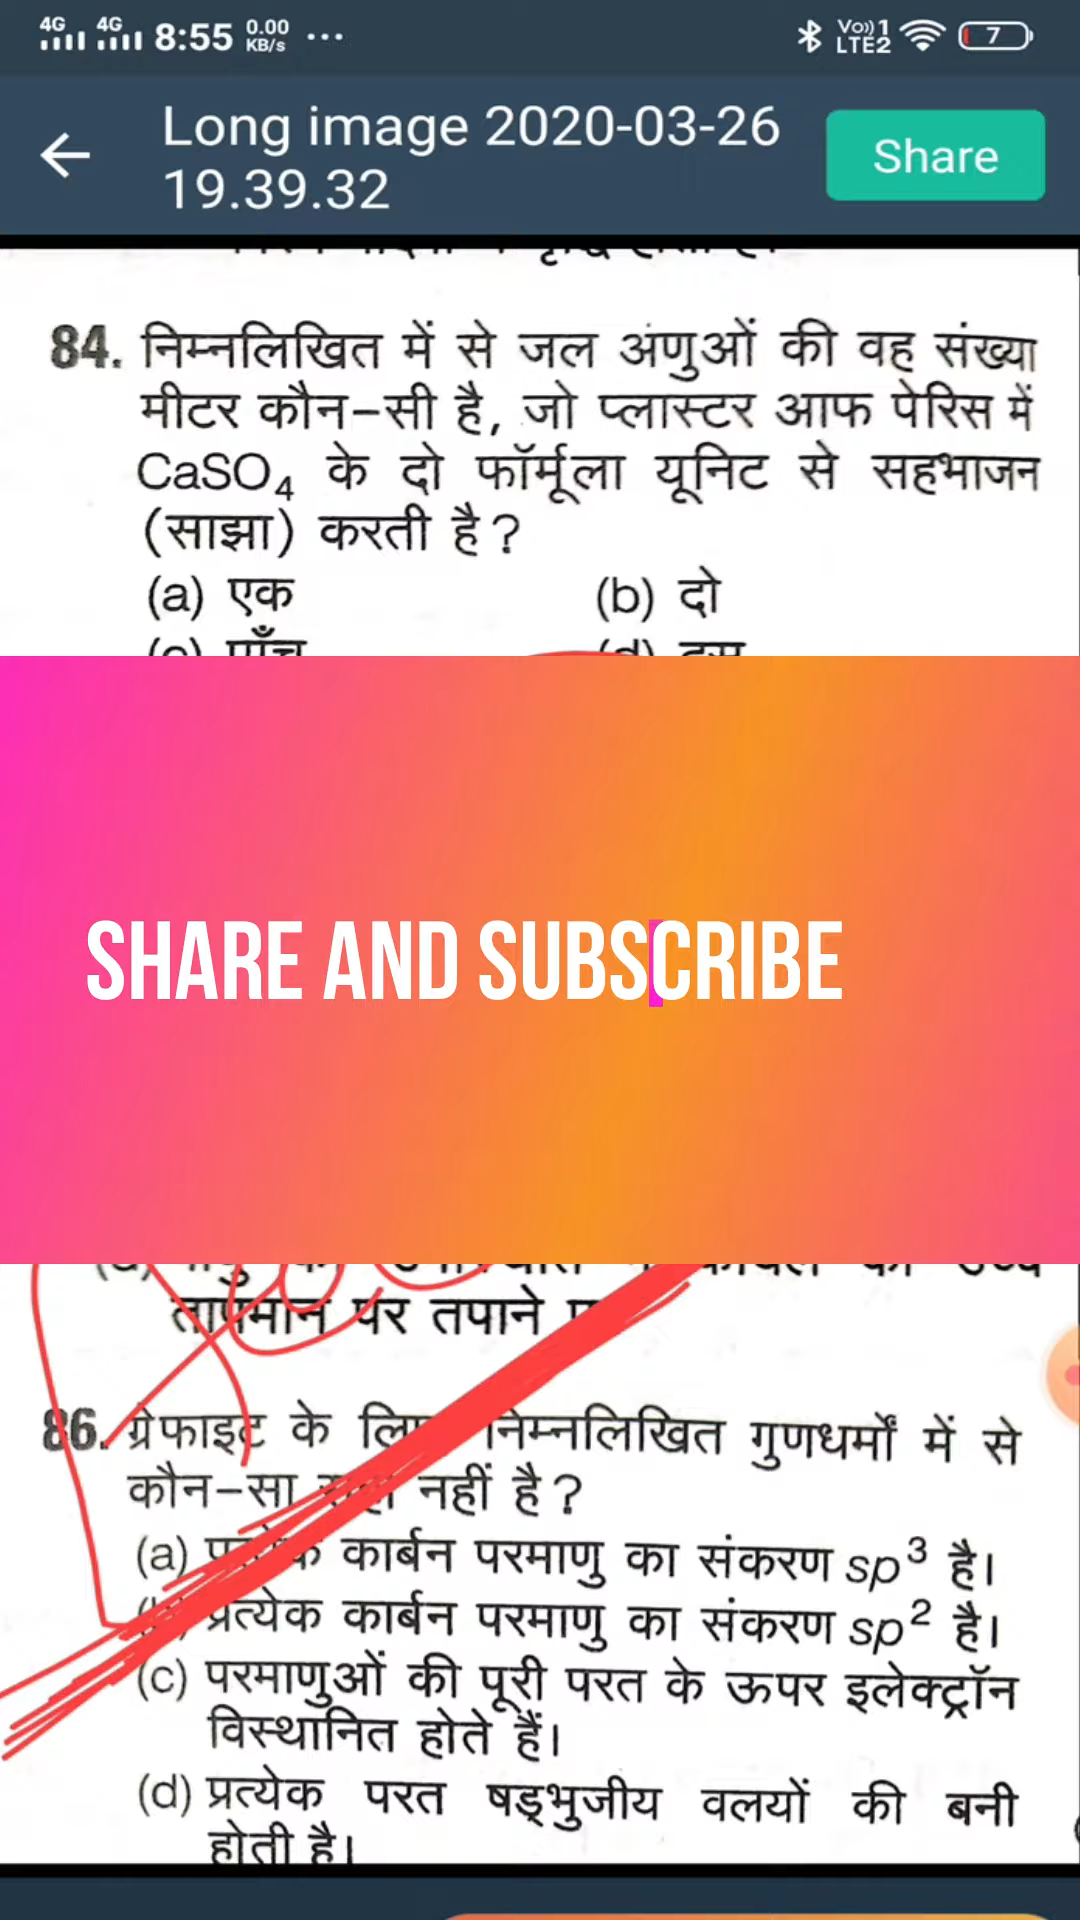 4G 4G 8:55 0.00 KB/s ... Vo)) 1 LTE2 7
Long image 2020-03-26
19.39.32
Share
84. निम्नलिखित में से जल अंणुओं की वह संख्या
मीटर कौन-सी है, जो प्लास्टर आफ पेरिस में
CaSO₄ के दो फॉर्मूला यूनिट से सहभाजन
(साझा) करती है?
(a) एक (b) दो
SHARE AND SUBSCRIBE
तापमान पर तपाने
86. ग्रेफाइट के निम्नलिखित गुणधर्मों में से
कौन-सा नहीं है?
(a) कार्बन परमाणु का संकरण sp³ है।
प्रत्येक कार्बन परमाणु का संकरण sp² है।
(c) परमाणुओं की पूरी परत के ऊपर इलेक्ट्रॉन
विस्थानित होते हैं।
(d) प्रत्येक परत षड्भुजीय वलयों की बनी
होती है।